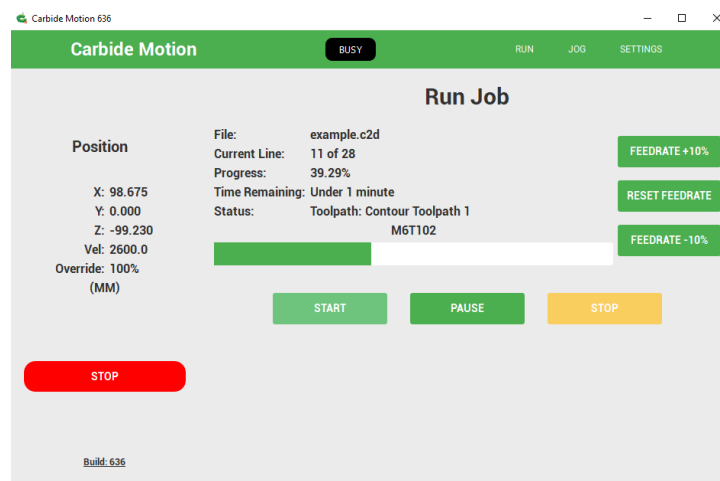 Carbide Motion 636
Carbide Motion
BUSY
RUN
JOG
SETTINGS
Run Job
Position
X: 98.675
Y: 0.000
Z: -99.230
Vel: 2600.0
Override: 100%
(MM)
File: example.c2d
Current Line: 11 of 28
Progress: 39.29%
Time Remaining: Under 1 minute
Status: Toolpath: Contour Toolpath 1
M6T102
FEEDRATE +10%
RESET FEEDRATE
FEEDRATE -10%
START
PAUSE
STOP
STOP
Build: 636